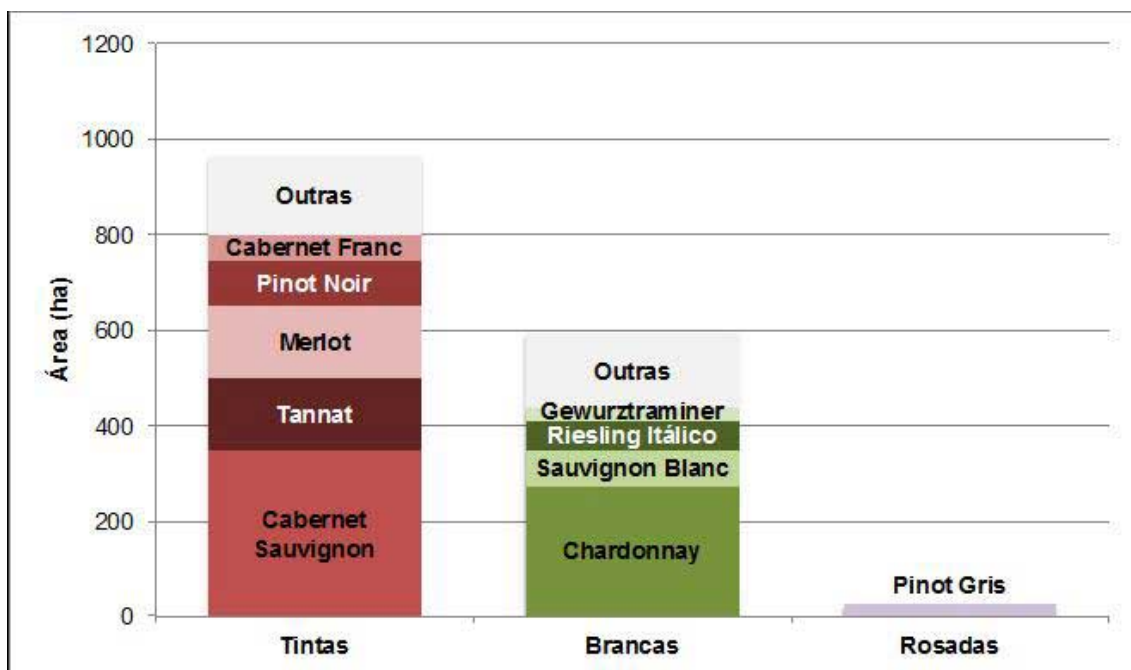 1200
1000
800
600
400
200
0
Área (ha)
Outras
Cabernet Franc
Pinot Noir
Merlot
Tannat
Cabernet
Sauvignon
Outras
Gewurztraminer
Riesling Itálico
Sauvignon Blanc
Chardonnay
Pinot Gris
Tintas
Brancas
Rosadas